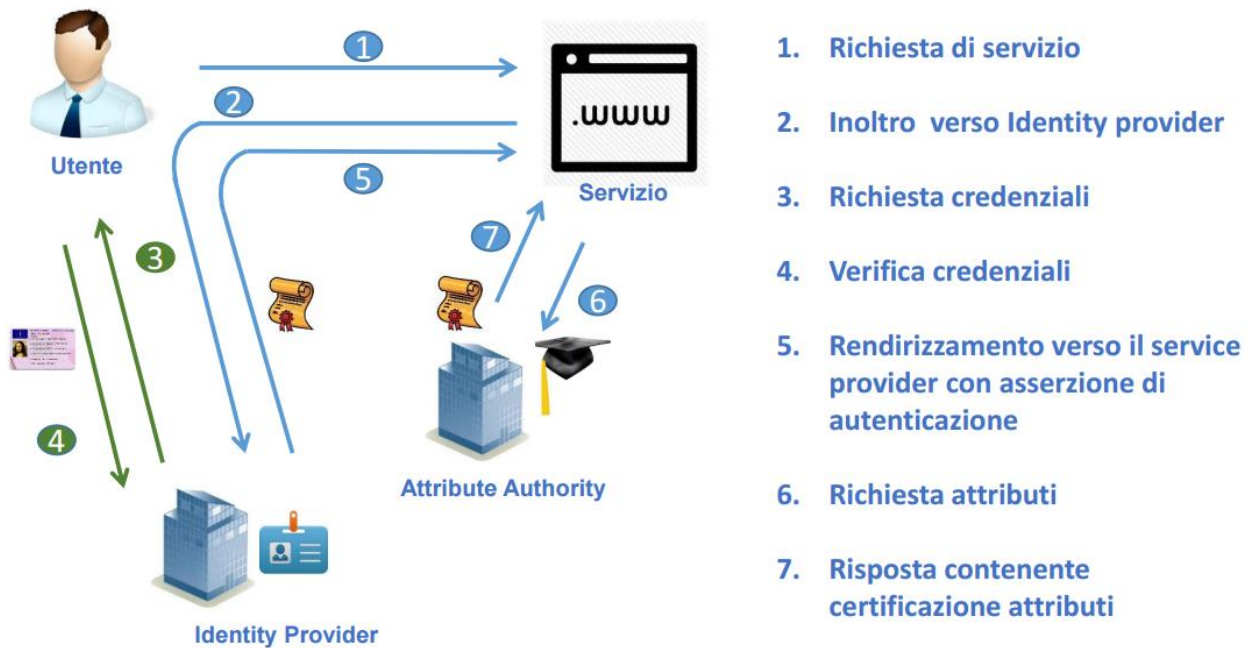 1
2
5
7
6
3
4
Utente
.www
Servizio
Attribute Authority
Identity Provider
1. Richiesta di servizio
2. Inoltro verso Identity provider
3. Richiesta credenziali
4. Verifica credenziali
5. Rendirizzamento verso il service
provider con asserzione di
autenticazione
6. Richiesta attributi
7. Risposta contenente
certificazione attributi